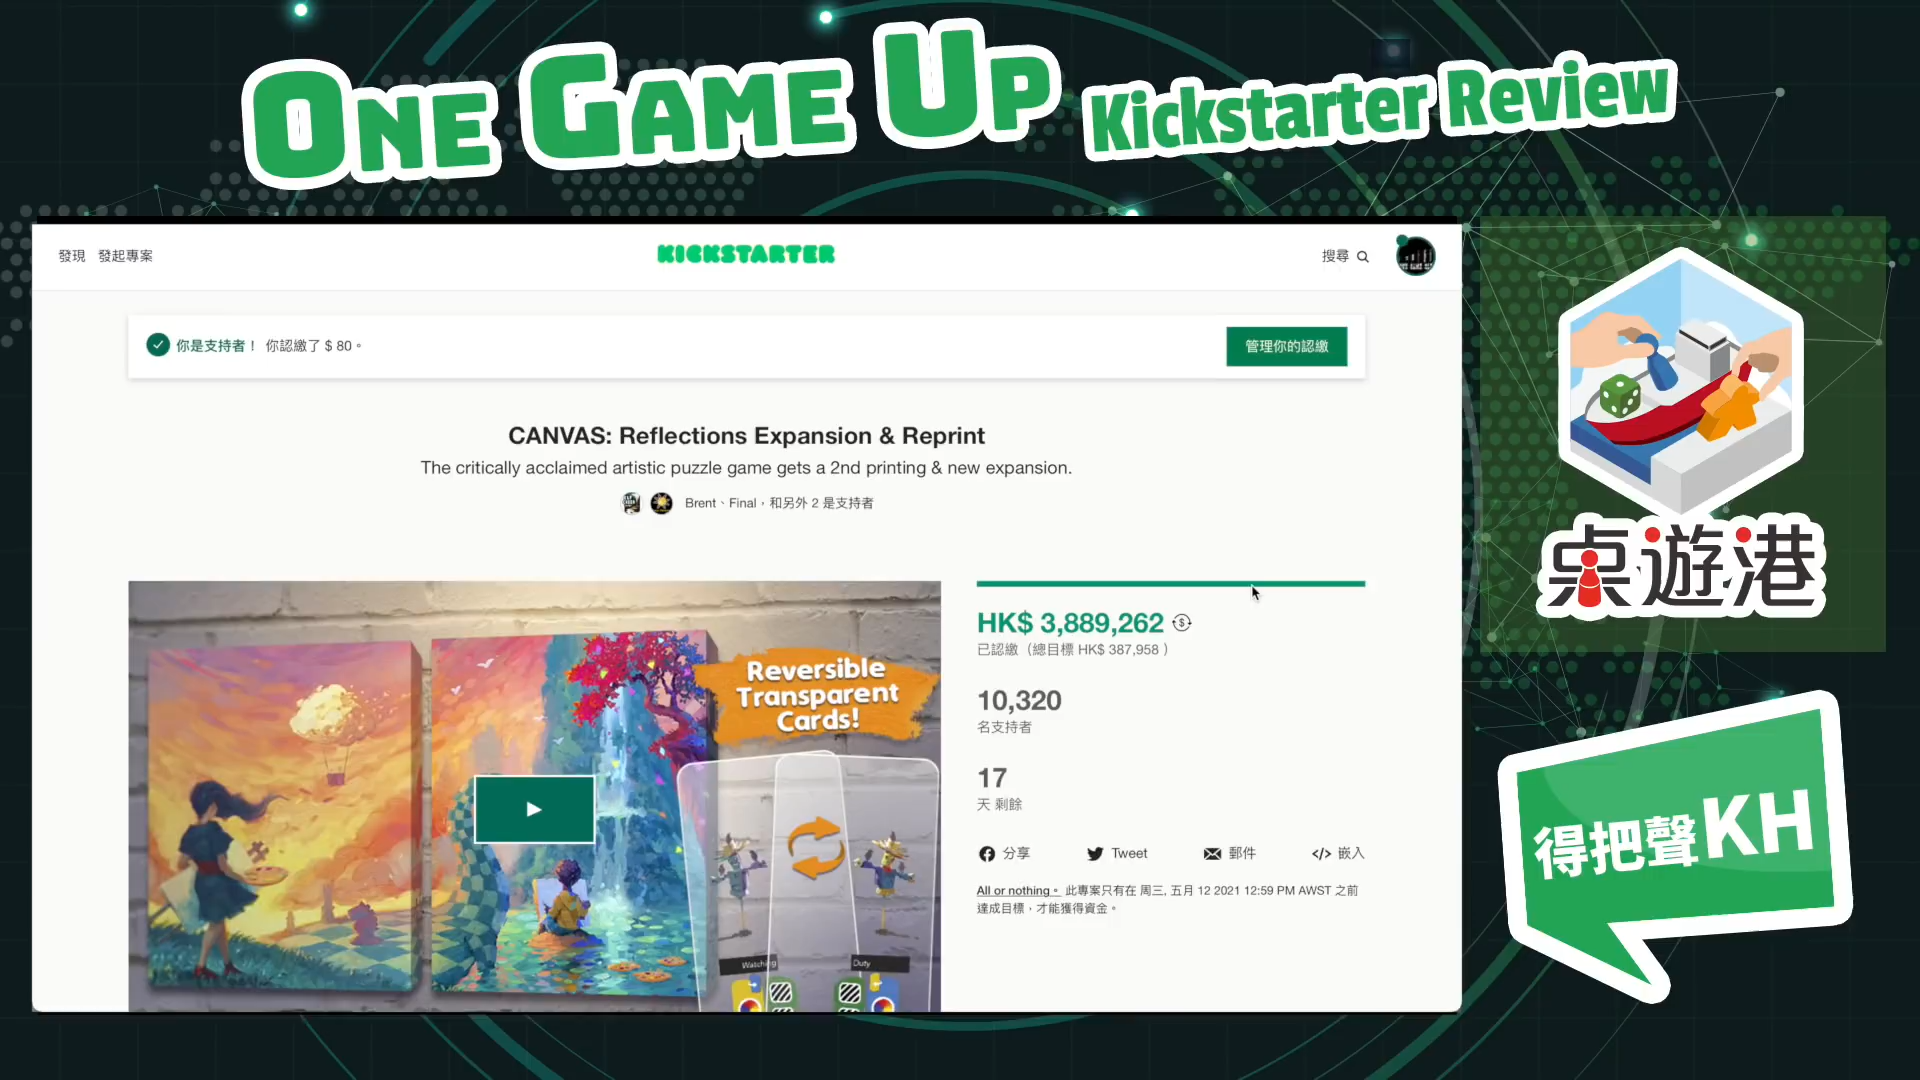 ONE GAME UP Kickstarter Review
發現 發起專案
KICKSTARTER
搜尋
你是支持者！ 你認繳了 $ 80。
管理你的認繳
CANVAS: Reflections Expansion & Reprint
The critically acclaimed artistic puzzle game gets a 2nd printing & new expansion.
Brent、Final，和另外 2 是支持者
Reversible
Transparent
Cards!
Watching
Duty
HK$ 3,889,262
已認繳（總目標 HK$ 387,958 ）
10,320
名支持者
17
天 剩餘
分享
Tweet
郵件
</> 嵌入
All or nothing。 此專案只有在 周三, 五月 12 2021 12:59 PM AWST 之前
達成目標，才能獲得資金。
桌遊港
得把聲KH